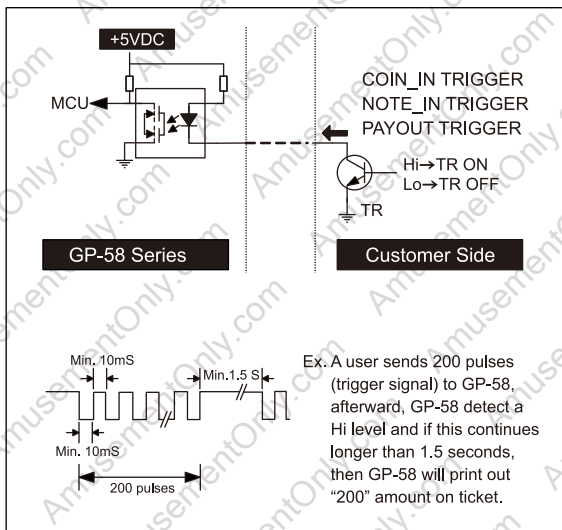 +5VDC
MCU
COIN_IN TRIGGER
NOTE_IN TRIGGER
PAYOUT TRIGGER
Hi→TR ON
Lo→TR OFF
TR
GP-58 Series
Customer Side
Min. 10mS
Min.1.5 S
Min. 10mS
200 pulses
Ex. A user sends 200 pulses
(trigger signal) to GP-58,
afterward, GP-58 detect a
Hi level and if this continues
longer than 1.5 seconds,
then GP-58 will print out
“200” amount on ticket.
AmusementOnly.com